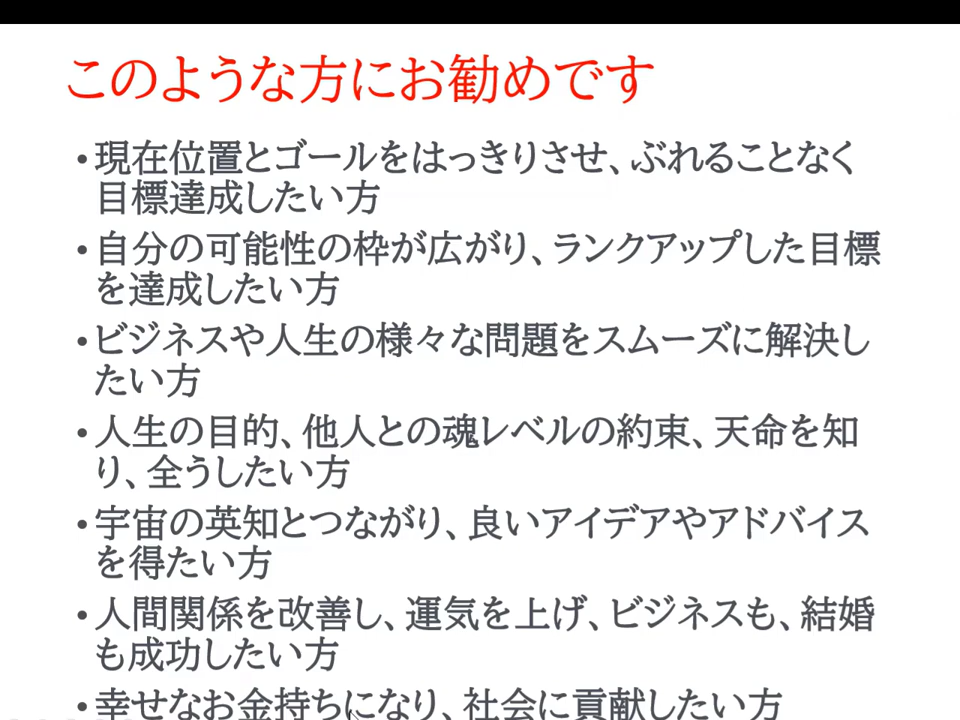 このような方にお勧めです
•現在位置とゴールをはっきりさせ、ぶれることなく
目標達成したい方
•自分の可能性の枠が広がり、ランクアップした目標
を達成したい方
•ビジネスや人生の様々な問題をスムーズに解決し
たい方
•人生の目的、他人との魂レベルの約束、天命を知
り、全うしたい方
•宇宙の英知とつながり、良いアイデアやアドバイス
を得たい方
•人間関係を改善し、運気を上げ、ビジネスも、結婚
も成功したい方
•幸せなお金持ちになり、社会に貢献したい方